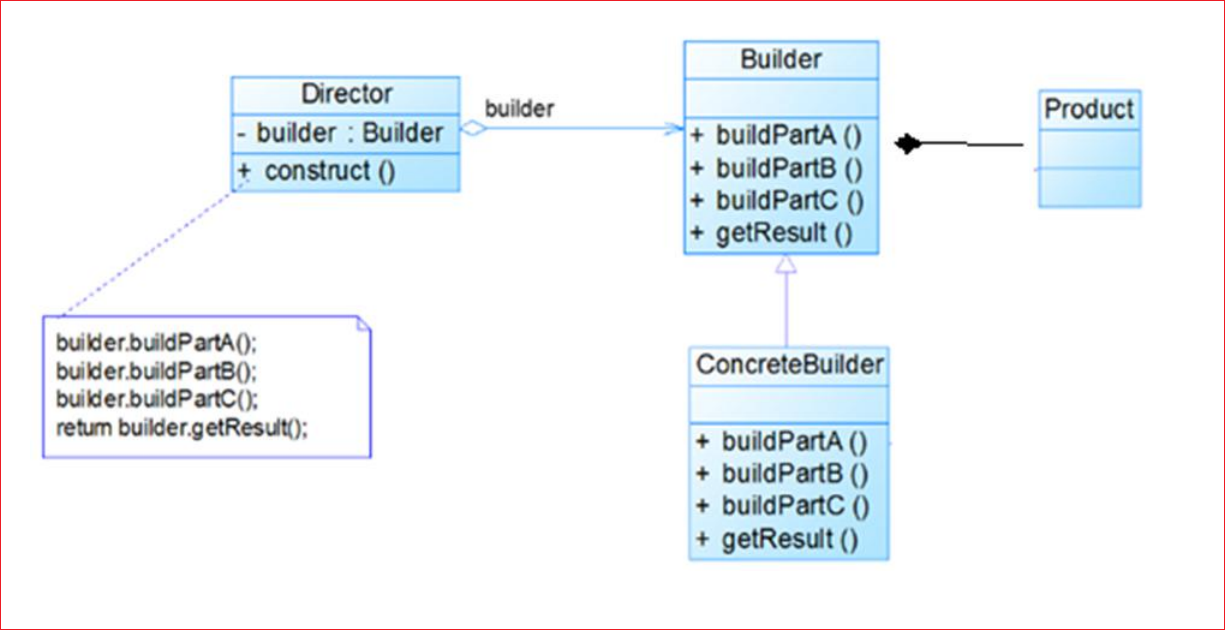 Director
- builder : Builder
+ construct ()
builder
Builder
+ buildPartA ()
+ buildPartB ()
+ buildPartC ()
+ getResult ()
Product
builder.buildPartA();
builder.buildPartB();
builder.buildPartC();
return builder.getResult();
ConcreteBuilder
+ buildPartA ()
+ buildPartB ()
+ buildPartC ()
+ getResult ()